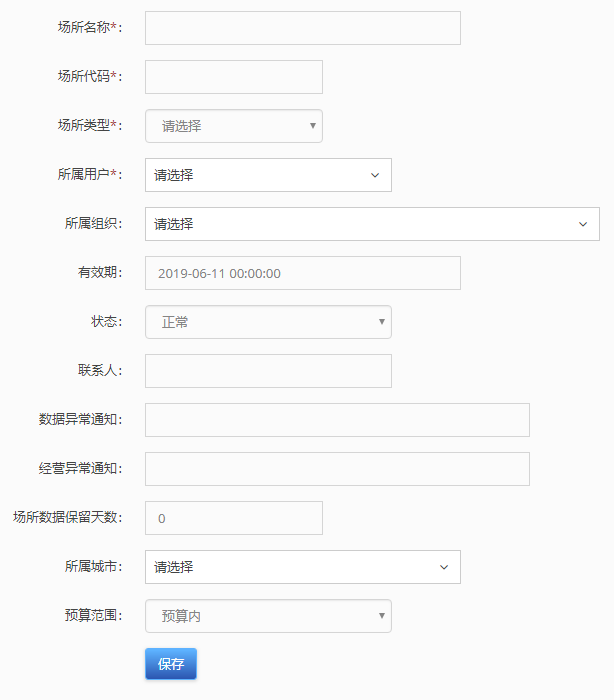 场所名称*:
场所代码*:
场所类型*: 请选择
所属用户*: 请选择
所属组织: 请选择
有效期: 2019-06-11 00:00:00
状态: 正常
联系人:
数据异常通知:
经营异常通知:
场所数据保留天数: 0
所属城市: 请选择
预算范围: 预算内
保存